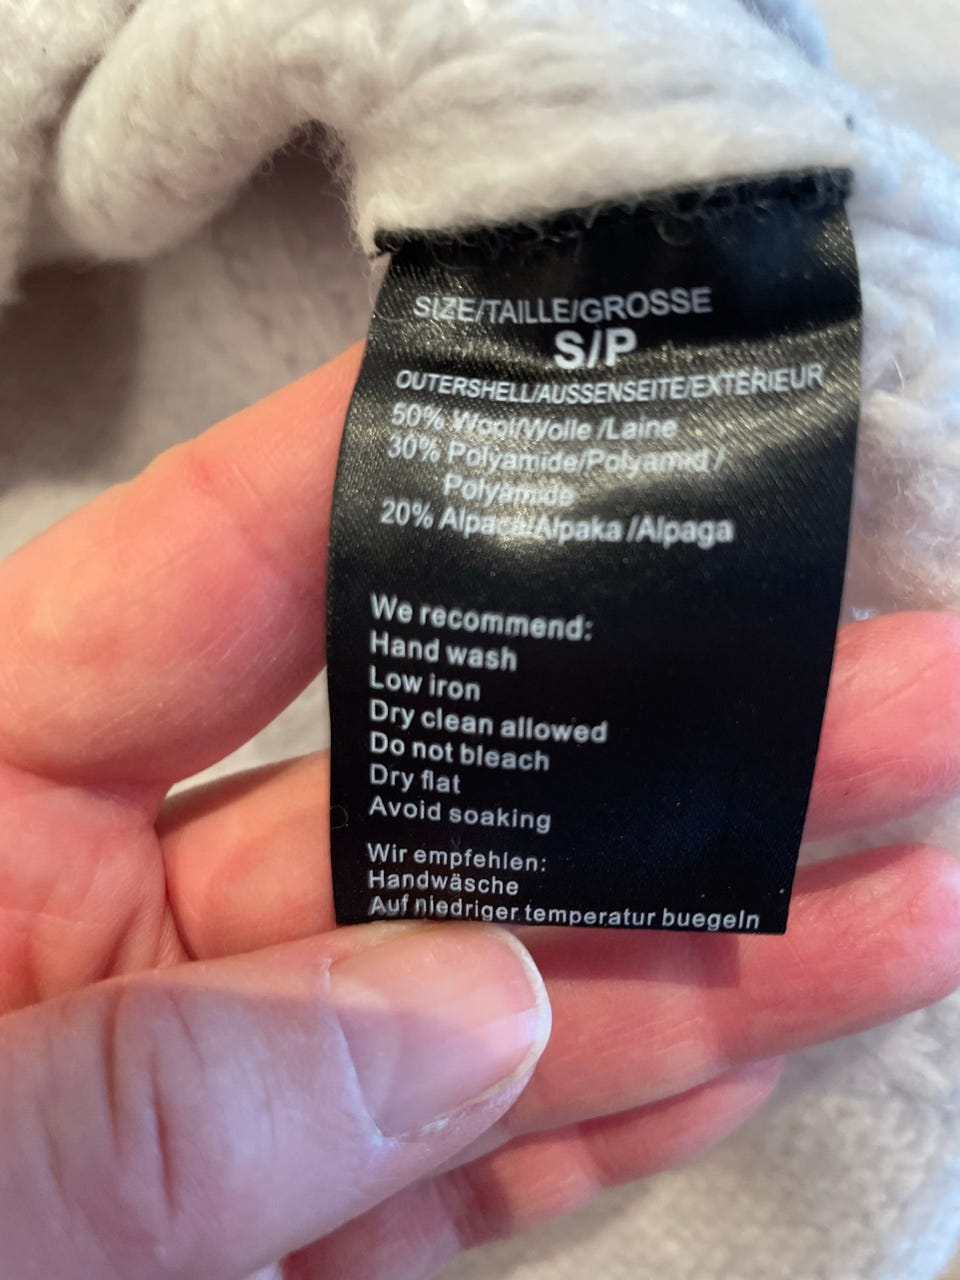 SIZE/TAILLE/GROSSE
S/P
OUTERSHELL/AUSSENSEITE/EXTERIEUR
50% Wool/Wolle /Laine
30% Polyamide/Polyamid /
Polyamide
20% Alpaca/Alpaka /Alpaga
We recommend:
Hand wash
Low iron
Dry clean allowed
Do not bleach
Dry flat
Avoid soaking
Wir empfehlen:
Handwäsche
Auf niedriger temperatur buegeln